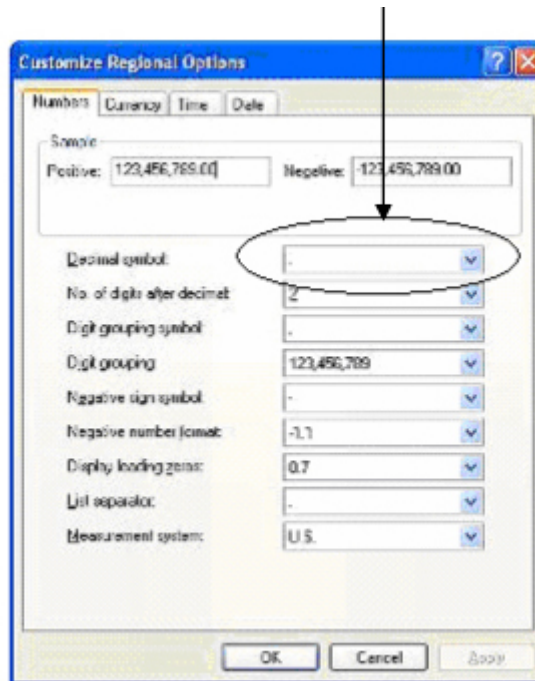 Customize Regional Options
Numbers Currency Time Date
Sample
Positive: 123,456,789.00 Negative: -123,456,789.00
Decimal symbol: .
No. of digits after decimal: 2
Digit grouping symbol:
Digit grouping 123,456,789
Negative sign symbol: -
Negative number format: -1.1
Display leading zeros: 0.7
List separator:
Measurement system: U.S.
OK Cancel Apply